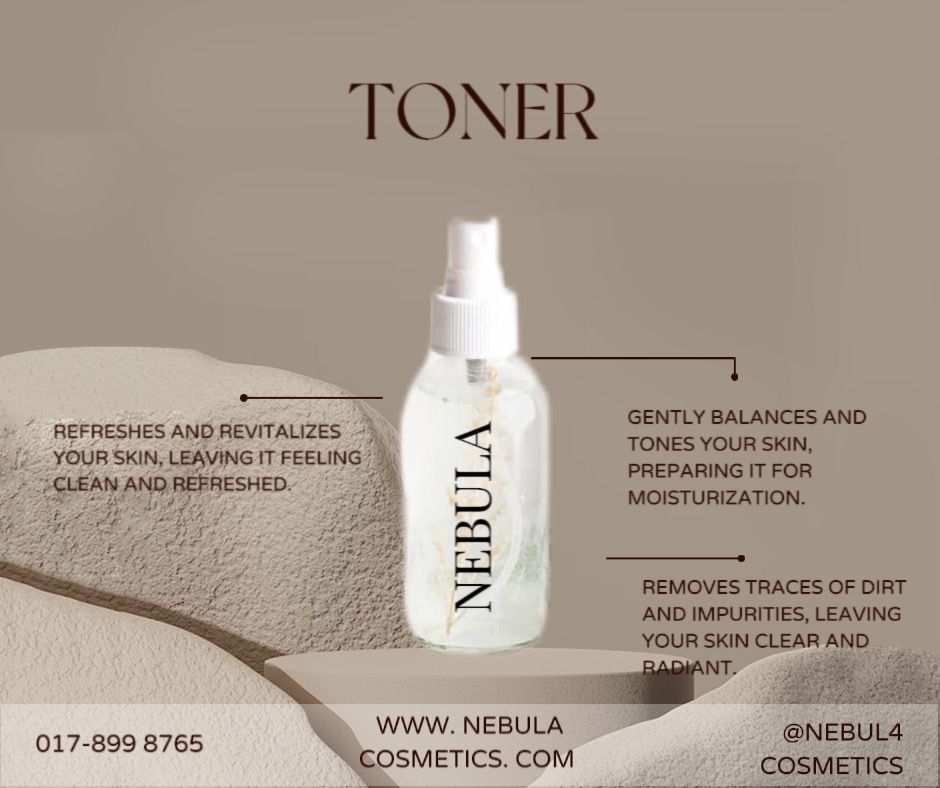 TONER
NEBULA
REFRESHES AND REVITALIZES
YOUR SKIN, LEAVING IT FEELING
CLEAN AND REFRESHED.
GENTLY BALANCES AND
TONES YOUR SKIN,
PREPARING IT FOR
MOISTURIZATION.
REMOVES TRACES OF DIRT
AND IMPURITIES, LEAVING
YOUR SKIN CLEAR AND
RADIANT.
017-899 8765
WWW. NEBULA
COSMETICS. COM
@NEBUL4
COSMETICS